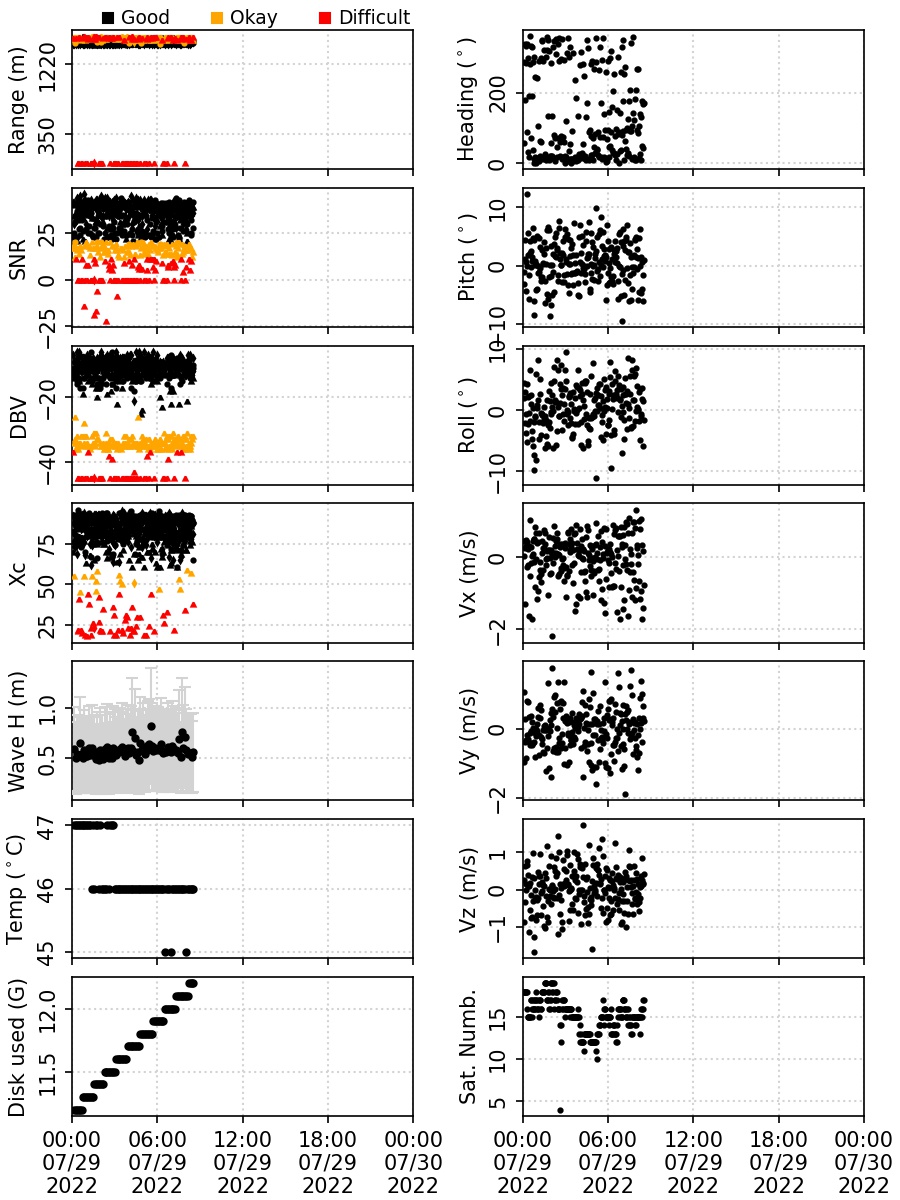 Good Okay Difficult
Range (m)
1220
350
Heading (°)
200
0
SNR
25
0
−25
Pitch (°)
10
0
−10
DBV
−20
−40
Roll (°)
10
0
−10
Xc
75
50
25
Vx (m/s)
0
−2
Wave H (m)
1.0
0.5
Vy (m/s)
0
−2
Temp (°C)
47
46
45
Vz (m/s)
1
0
−1
Disk used (G)
12.0
11.5
Sat. Numb.
15
10
5
00:00 06:00 12:00 18:00 00:00
07/29 07/29 07/29 07/29 07/30
2022 2022 2022 2022 2022
00:00 06:00 12:00 18:00 00:00
07/29 07/29 07/29 07/29 07/30
2022 2022 2022 2022 2022